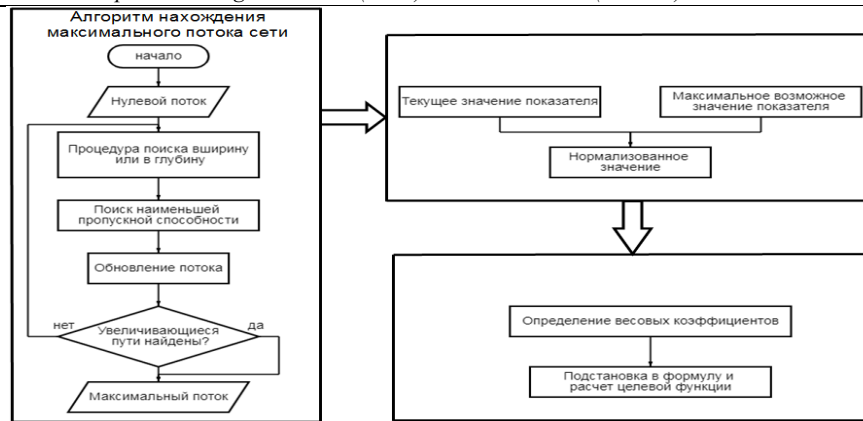 Алгоритм нахождения
максимального потока сети
начало
Нулевой поток
Процедура поиска вширину
или в глубину
Поиск наименьшей
пропускной способности
Обновление потока
нет
Увеличивающиеся
пути найдены?
да
Максимальный поток
Текущее значение показателя
Максимальное возможное
значение показателя
Нормализованное
значение
Определение весовых коэффициентов
Подстановка в формулу и
расчет целевой функции